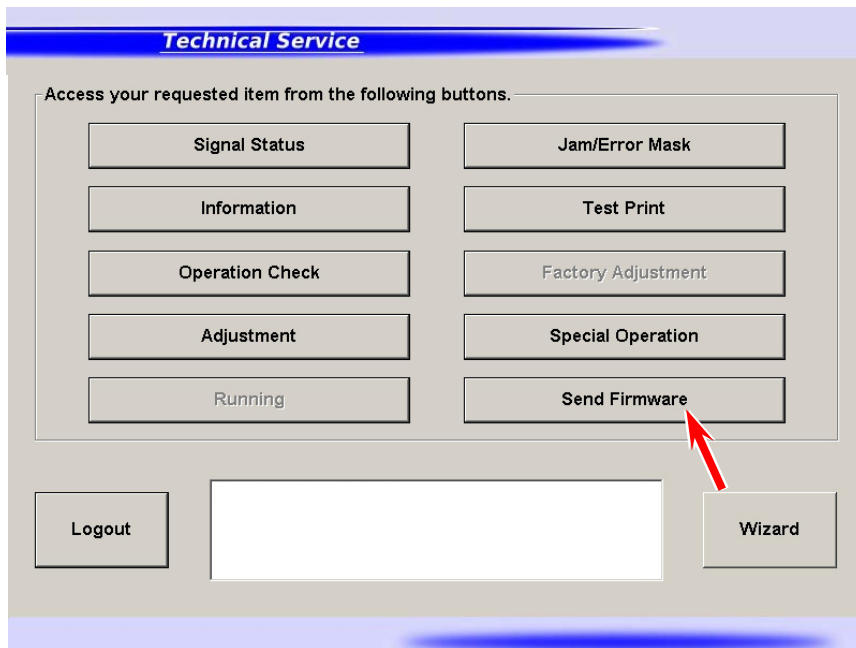 Technical Service
Access your requested item from the following buttons.
Signal Status
Jam/Error Mask
Information
Test Print
Operation Check
Factory Adjustment
Adjustment
Special Operation
Running
Send Firmware
Logout
Wizard